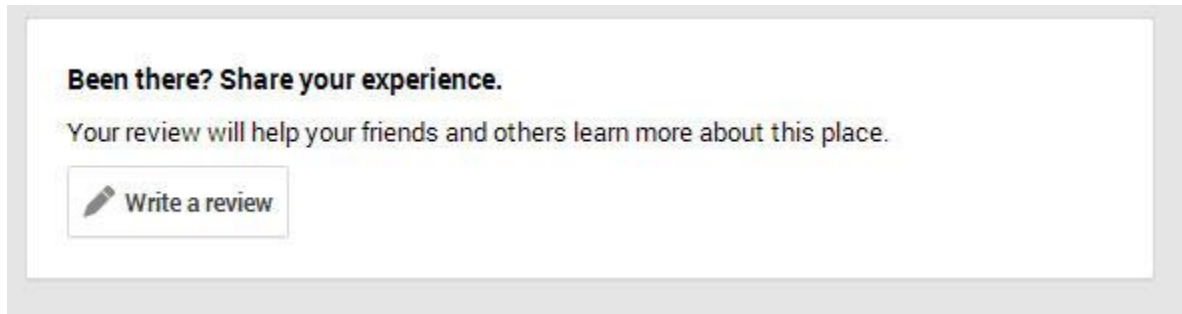 Been there? Share your experience.
Your review will help your friends and others learn more about this place.
Write a review